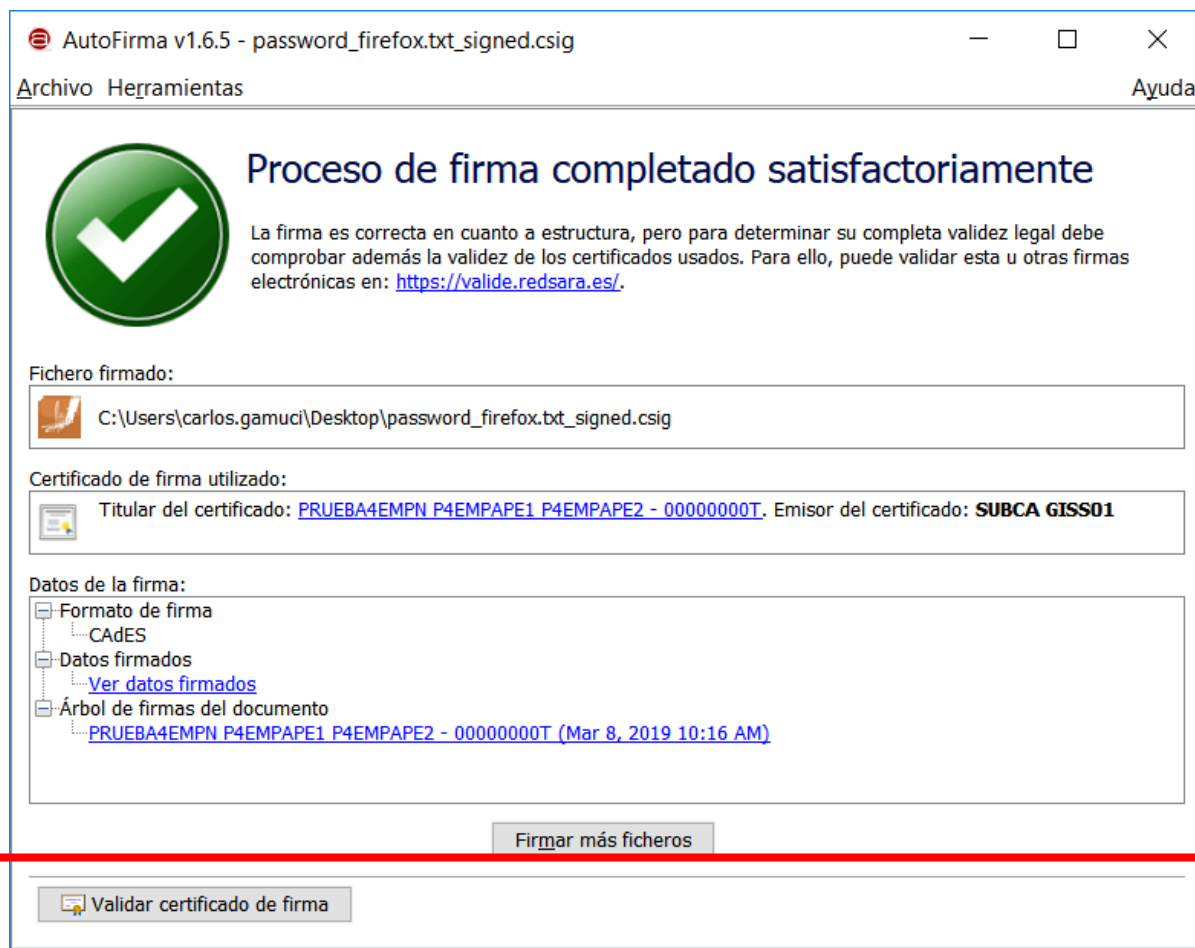 AutoFirma v1.6.5 - password_firefox.txt_signed.csig
Archivo Herramientas Ayuda
Proceso de firma completado satisfactoriamente
La firma es correcta en cuanto a estructura, pero para determinar su completa validez legal debe
comprobar además la validez de los certificados usados. Para ello, puede validar esta u otras firmas
electrónicas en: https://valide.redsara.es/.
Fichero firmado:
C:\Users\carlos.gamuci\Desktop\password_firefox.txt_signed.csig
Certificado de firma utilizado:
Titular del certificado: PRUEBA4EMPN P4EMPAPE1 P4EMPAPE2 - 00000000T. Emisor del certificado: SUBCA GISS01
Datos de la firma:
Formato de firma
CAdES
Datos firmados
Ver datos firmados
Árbol de firmas del documento
PRUEBA4EMPN P4EMPAPE1 P4EMPAPE2 - 00000000T (Mar 8, 2019 10:16 AM)
Firmar más ficheros
Validar certificado de firma